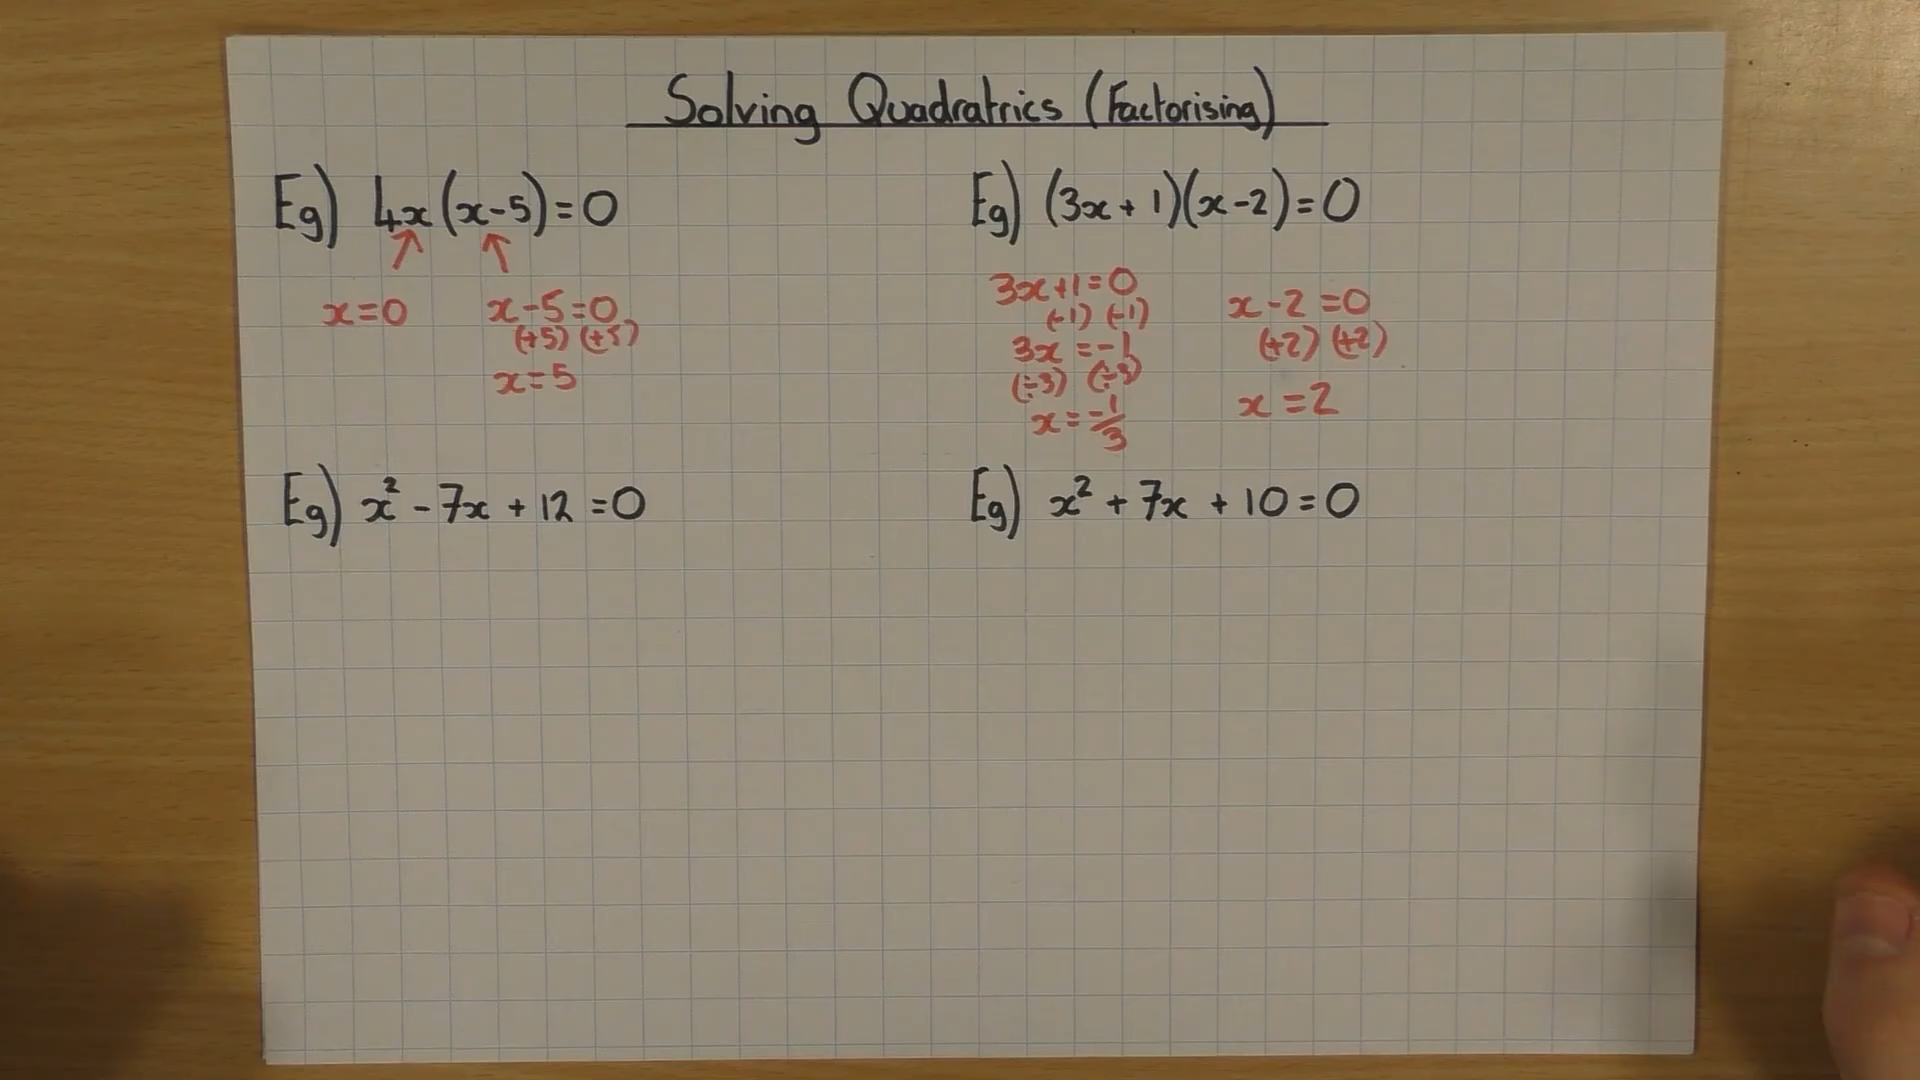 Solving Quadratrics (Factorising)
Eg) 4x(x-5)=0
x=0
x-5=0
(+5) (+5)
x=5
Eg) (3x+1)(x-2)=0
3x+1=0
(-1) (-1)
3x=-1
(÷3) (÷3)
x=-1/3
x-2=0
(+2) (+2)
x=2
Eg) x²-7x+12=0
Eg) x²+7x+10=0